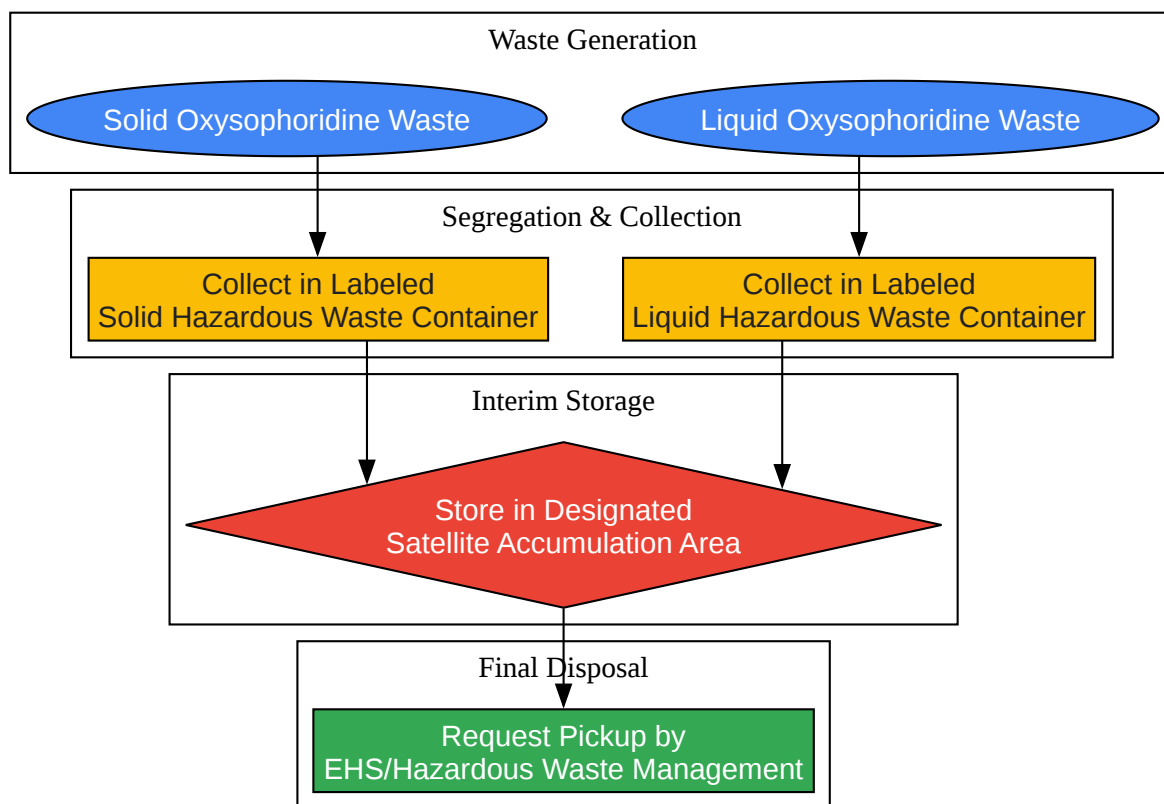 Waste Generation
Solid Oxysophoridine Waste
Liquid Oxysophoridine Waste
Segregation & Collection
Collect in Labeled
Solid Hazardous Waste Container
Collect in Labeled
Liquid Hazardous Waste Container
Interim Storage
Store in Designated
Satellite Accumulation Area
Final Disposal
Request Pickup by
EHS/Hazardous Waste Management